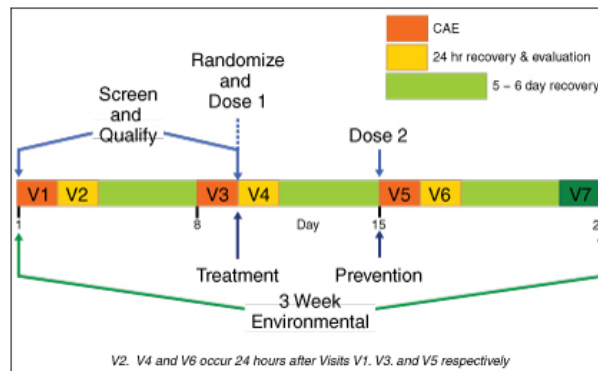 CAE
24 hr recovery & evaluation
5 – 6 day recovery
Randomize
and
Dose 1
Screen
and
Qualify
Dose 2
V1 V2 V3 V4 V5 V6 V7
1 8 Day 15 2
Treatment Prevention
3 Week
Environmental
V2. V4 and V6 occur 24 hours after Visits V1. V3. and V5 respectively